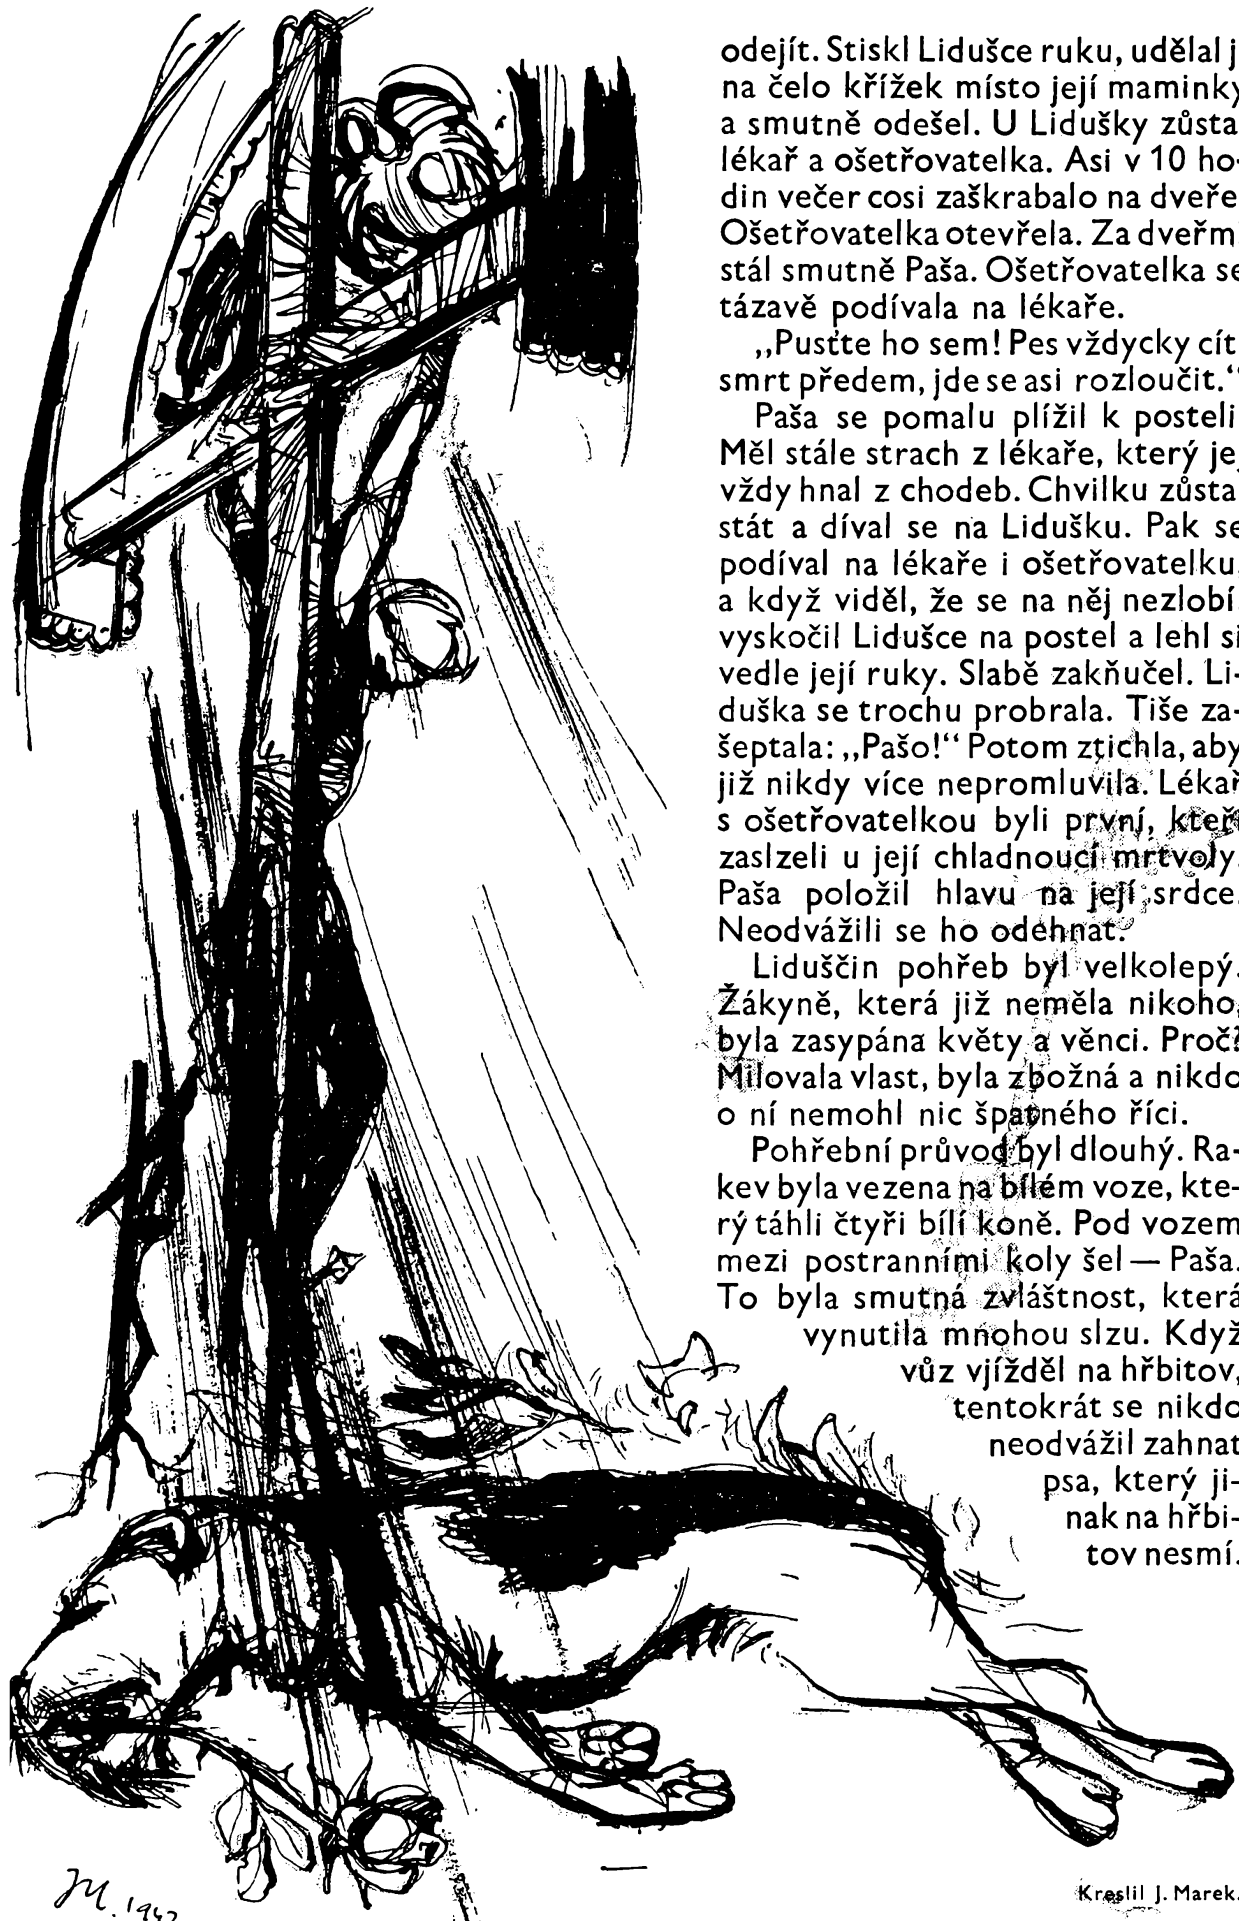 odejít. Stiskl Lidušce ruku, udělal j
na čelo křížek místo její maminky
a smutně odešel. U Lidušky zůsta
lékař a ošetřovatelka. Asi v 10 ho-
din večer cosi zaškrabalo na dveře
Ošetřovatelka otevřela. Za dveřm
stál smutně Paša. Ošetřovatelka se
tázavě podívala na lékaře.
„Pusťte ho sem! Pes vždycky cít
smrt předem, jde se asi rozloučit.“
Paša se pomalu plížil k posteli
Měl stále strach z lékaře, který jej
vždy hnal z chodeb. Chvilku zůsta
stát a díval se na Lidušku. Pak se
podíval na lékaře i ošetřovatelku,
a když viděl, že se na něj nezlobí,
vyskočil Lidušce na postel a lehl si
vedle její ruky. Slabě zakňučel. Li-
duška se trochu probrala. Tiše za-
šeptala: „Pašo!“ Potom ztichla, aby
již nikdy více nepromluvila. Lékař
s ošetřovatelkou byli první, kteří
zaslzeli u její chladnoucí mrtvoly.
Paša položil hlavu na její srdce.
Neodvážili se ho odehnat.
Liduščin pohřeb byl velkolepý.
Žákyně, která již neměla nikoho,
byla zasypána květy a věnci. Proč?
Milovala vlast, byla zbožná a nikdo
o ní nemohl nic špatného říci.
Pohřební průvod byl dlouhý. Ra-
kev byla vezena na bílém voze, kte-
rý táhli čtyři bílí koně. Pod vozem
mezi postranními koly šel — Paša.
To byla smutná zvláštnost, která
vynutila mnohou slzu. Když
vůz vjížděl na hřbitov,
tentokrát se nikdo
neodvážil zahnat
psa, který ji-
nak na hřbi-
tov nesmí.
Kreslil J. Marek.